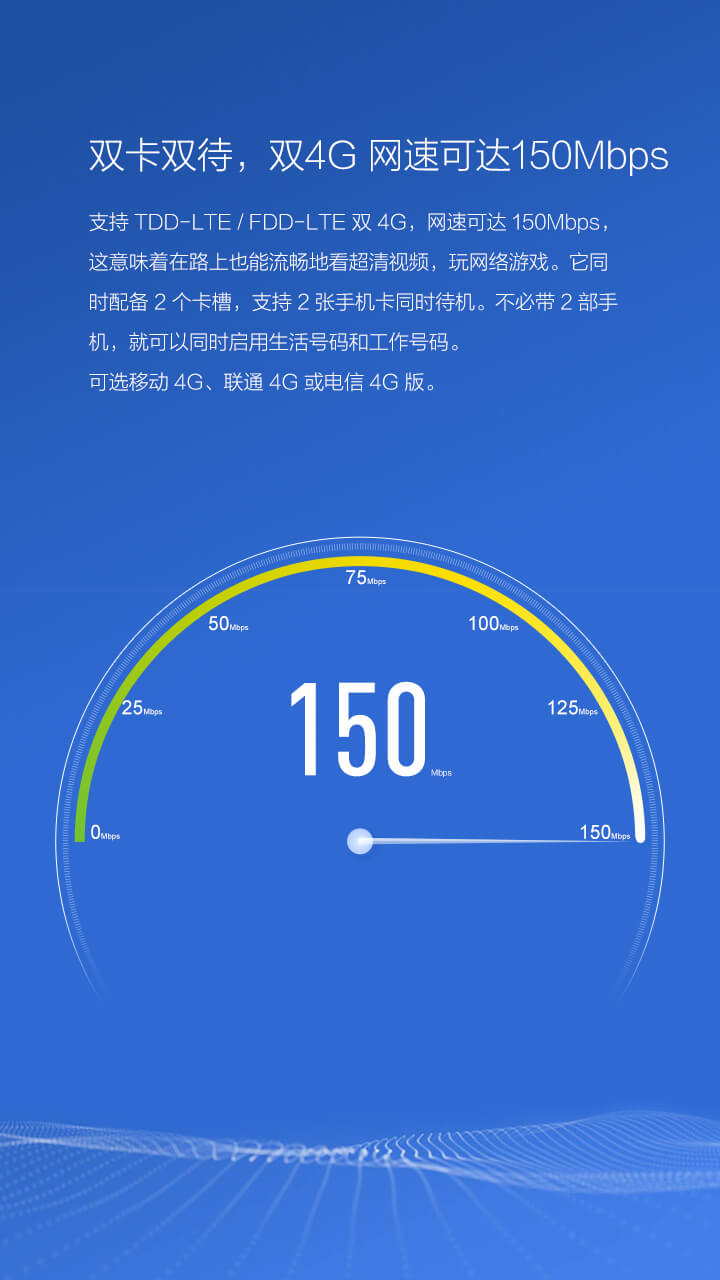 双卡双待，双4G 网速可达150Mbps
支持 TDD-LTE / FDD-LTE 双 4G，网速可达 150Mbps，
这意味着在路上也能流畅地看超清视频，玩网络游戏。它同
时配备 2 个卡槽，支持 2 张手机卡同时待机。不必带 2 部手
机，就可以同时启用生活号码和工作号码。
可选移动 4G、联通 4G 或电信 4G 版。
75Mbps
50Mbps
100Mbps
25Mbps
125Mbps
150Mbps
0Mbps
150Mbps